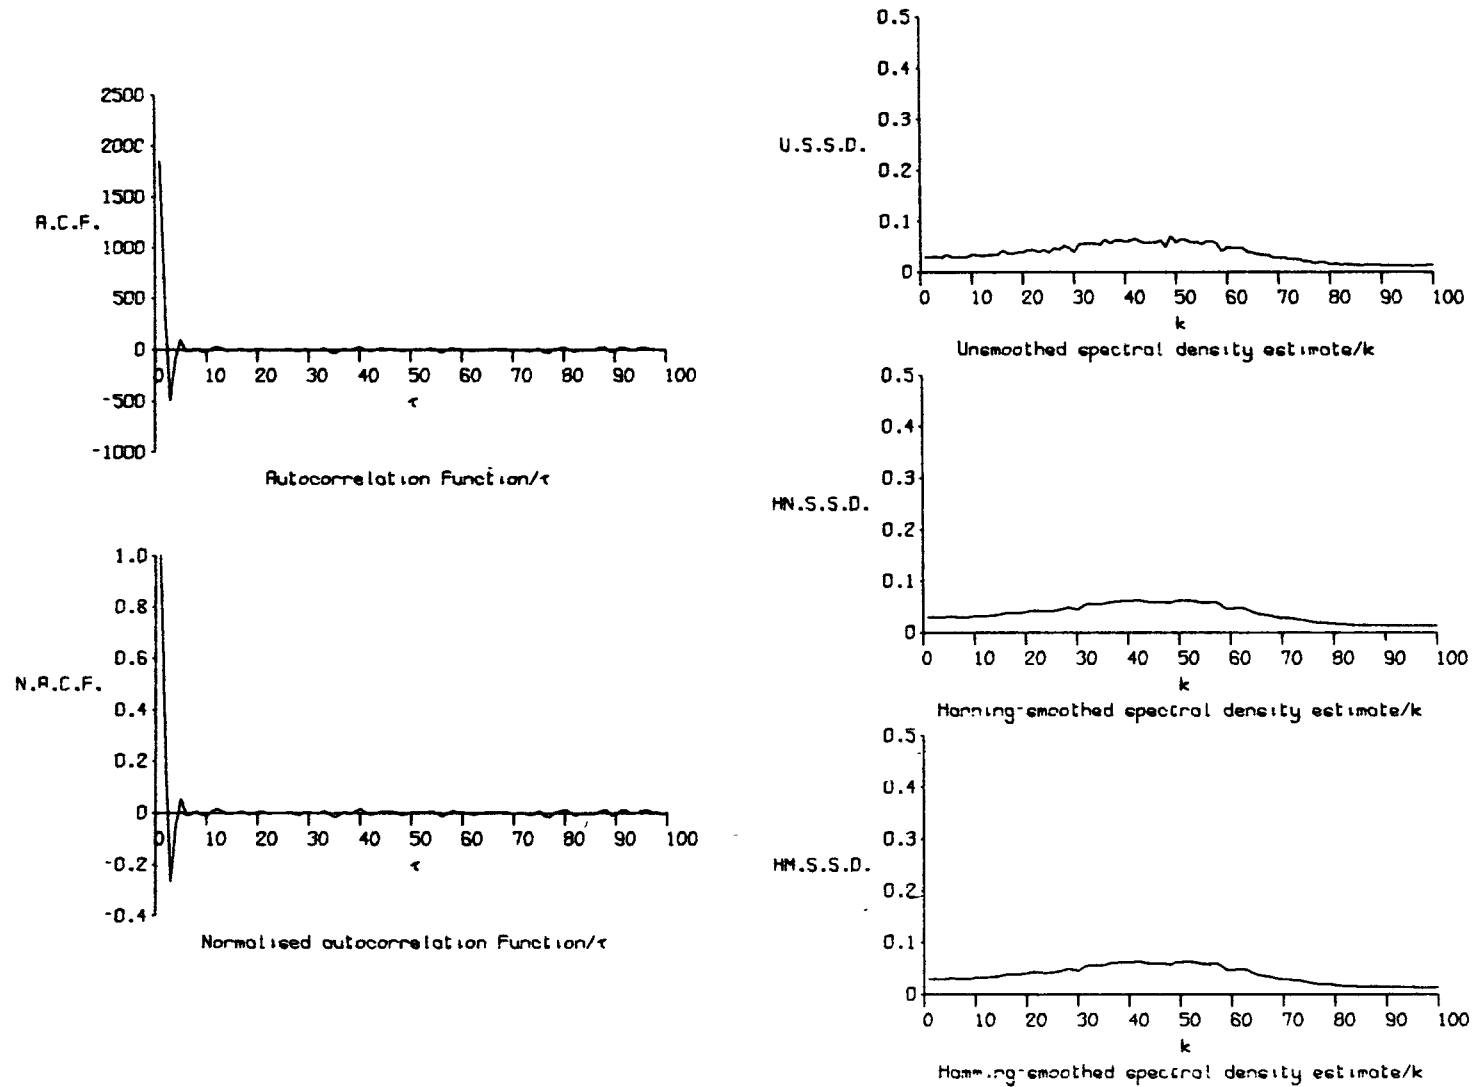 2500
2000
1500
A.C.F.
1000
500
0
0 10 20 30 40 50 60 70 80 90 100
-500
τ
-1000
Autocorrelation Function/τ
1.0
0.8
0.6
N.A.C.F.
0.4
0.2
0
0 10 20 30 40 50 60 70 80 90 100
-0.2
τ
-0.4
Normalised autocorrelation Function/τ
0.5
0.4
0.3
U.S.S.D.
0.2
0.1
0
0 10 20 30 40 50 60 70 80 90 100
k
Unsmoothed spectral density estimate/k
0.5
0.4
0.3
HN.S.S.D.
0.2
0.1
0
0 10 20 30 40 50 60 70 80 90 100
k
Hanning-smoothed spectral density estimate/k
0.5
0.4
0.3
HM.S.S.D.
0.2
0.1
0
0 10 20 30 40 50 60 70 80 90 100
k
Hamming-smoothed spectral density estimate/k